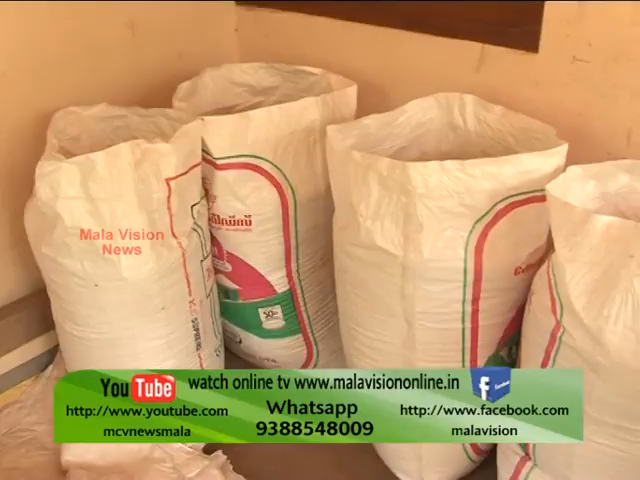 Mala Vision
News
YouTube watch online tv www.malavisiononline.in facebook
http://www.youtube.com Whatsapp http://www.facebook.com
mcvnewsmala 9388548009 malavision